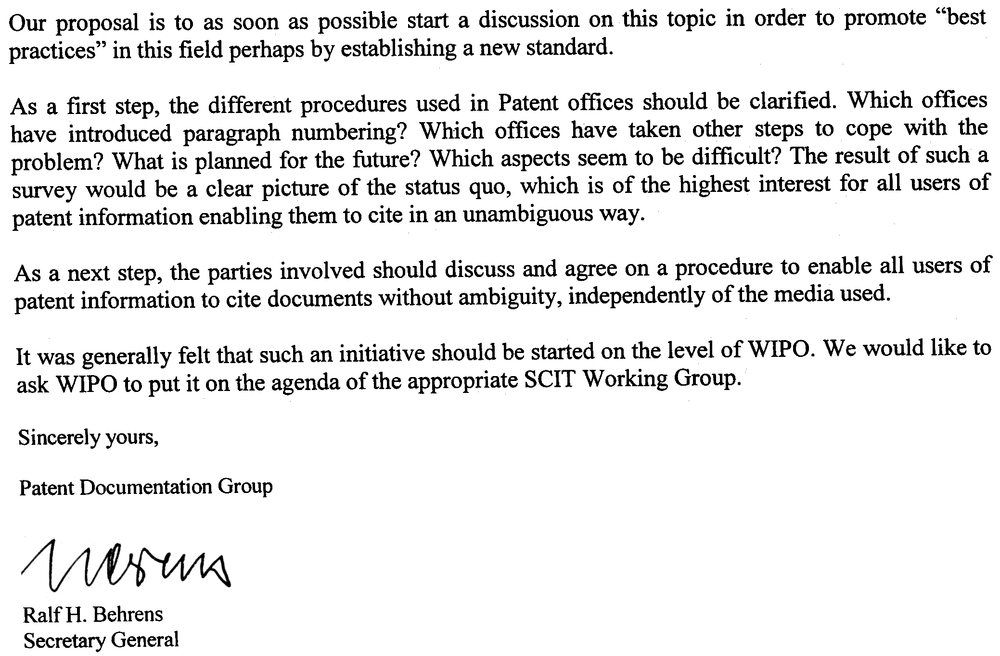 Our proposal is to as soon as possible start a discussion on this topic in order to promote “best
practices” in this field perhaps by establishing a new standard.
As a first step, the different procedures used in Patent offices should be clarified. Which offices
have introduced paragraph numbering? Which offices have taken other steps to cope with the
problem? What is planned for the future? Which aspects seem to be difficult? The result of such a
survey would be a clear picture of the status quo, which is of the highest interest for all users of
patent information enabling them to cite in an unambiguous way.
As a next step, the parties involved should discuss and agree on a procedure to enable all users of
patent information to cite documents without ambiguity, independently of the media used.
It was generally felt that such an initiative should be started on the level of WIPO. We would like to
ask WIPO to put it on the agenda of the appropriate SCIT Working Group.
Sincerely yours,
Patent Documentation Group
Ralf H. Behrens
Secretary General